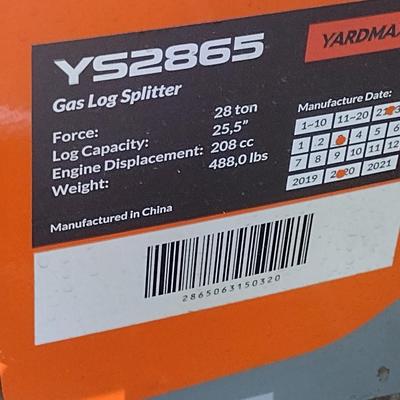 YS2865
YARDMAX
Gas Log Splitter
Force: 28 ton
Log Capacity: 25,5"
Engine Displacement: 208 cc
Weight: 488,0 lbs
Manufactured in China
Manufacture Date:
1-10 11-20
1 2 4 5 6
7 8 9 10 11 12
2019 2020 2021
2865063150320